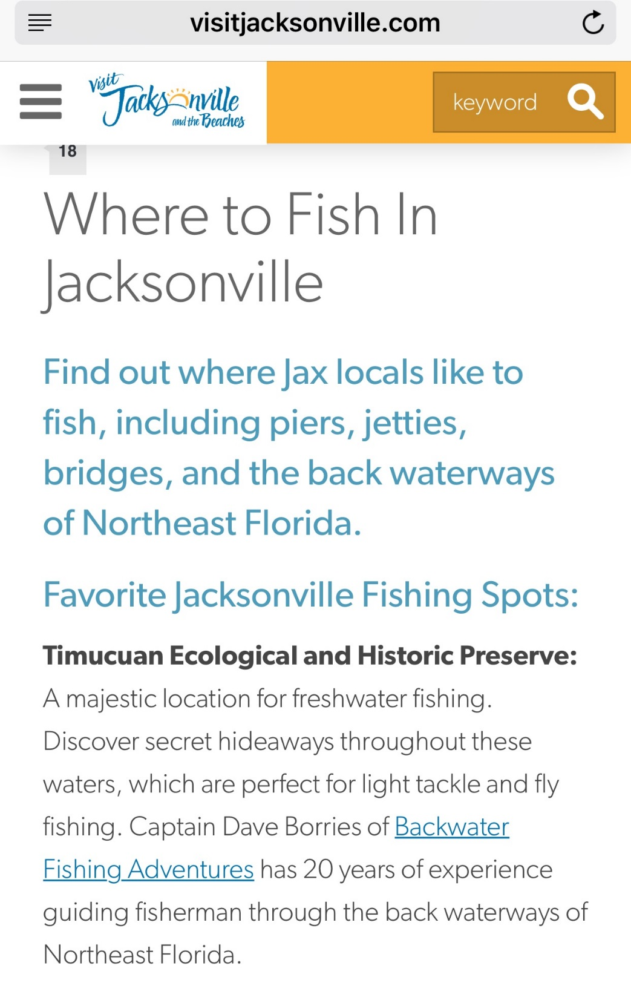 visitjacksonville.com
Visit
Jacksonville
and the Beaches
keyword
18
Where to Fish In
Jacksonville
Find out where Jax locals like to
fish, including piers, jetties,
bridges, and the back waterways
of Northeast Florida.
Favorite Jacksonville Fishing Spots:
Timucuan Ecological and Historic Preserve:
A majestic location for freshwater fishing.
Discover secret hideaways throughout these
waters, which are perfect for light tackle and fly
fishing. Captain Dave Borries of Backwater
Fishing Adventures has 20 years of experience
guiding fisherman through the back waterways of
Northeast Florida.